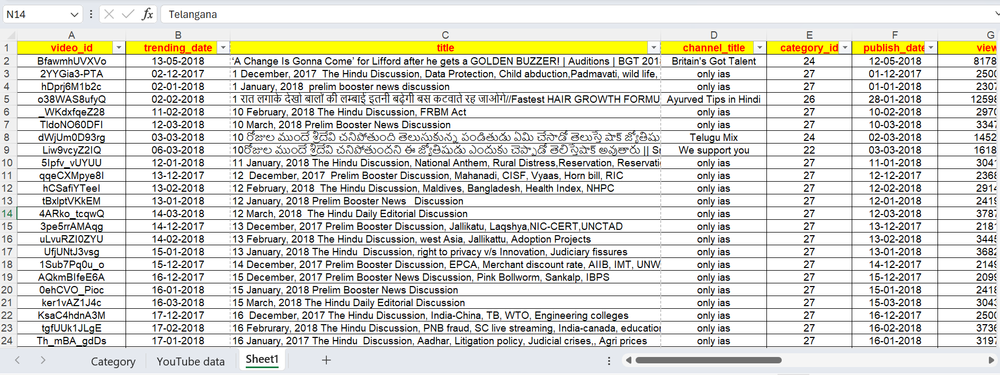 N14 fx Telangana
A B C D E F G
1 video_id trending_date title channel_title category_id publish_date view
2 BfawmhUVXVo 13-05-2018 ‘A Change Is Gonna Come’ for Lifford after he gets a GOLDEN BUZZER! | Auditions | BGT 201 Britain's Got Talent 24 12-05-2018 8178
3 2YYGia3-PTA 02-12-2017 1 December, 2017  The Hindu Discussion, Data Protection, Child abduction,Padmavati, wild life, only ias 27 01-12-2017 2500
4 hDprj6M1b2c 02-01-2018 1 January, 2018  prelim booster news discussion only ias 27 01-01-2018 2307
5 o38WAS8ufyQ 02-02-2018 1 रात लगाके देखो बालों की लम्बाई इतनी बढ़ेगी बस कटवाते रह जाओगे//Fastest HAIR GROWTH FORMU Ayurved Tips in Hindi 26 28-01-2018 12598
6 _WKdxfqeZ28 11-02-2018 10 February, 2018 The Hindu Discussion, FRBM Act only ias 27 10-02-2018 2970
7 TldoNO60DFI 12-03-2018 10 March, 2018 Prelim Booster News Discussion only ias 27 10-03-2018 3347
8 dWjUm0D93rg 03-03-2018 10 రోజుల ముందే శ్రీదేవి చనిపోతుంది తెలుసుకున్న పండితుడు ఏమి చేసాడో తెలుస్తే షాక్ జ్యోతిషు Telugu Mix 24 02-03-2018 1452
9 Liw9vcyZ2IQ 06-03-2018 10రోజుల ముందే శ్రీదేవి చనిపోతుందని ఈ జ్యోతిషుడు ఎందుకు చెప్పాడో తెలిస్తేషాక్ అవుతారు || Sr We support you 22 03-03-2018 1618
10 5Ipfv_vUYUU 12-01-2018 11 January, 2018 The Hindu Discussion, National Anthem, Rural Distress,Reservation, Reservati only ias 27 11-01-2018 3041
11 qqeCXMpye8I 13-12-2017 12  December, 2017  Prelim Booster Discussion, Mahanadi, CISF, Vyaas, Horn bill, RIC only ias 27 12-12-2017 2368
12 hCSafiYTeeI 13-02-2018 12 February, 2018  The Hindu Discussion, Maldives, Bangladesh, Health Index, NHPC only ias 27 12-02-2018 2914
13 tBxlptVKkEM 13-01-2018 12 January, 2018 Prelim Booster News   Discussion only ias 27 12-01-2018 2419
14 4ARko_tcqwQ 14-03-2018 12 March, 2018  The Hindu Daily Editorial Discussion only ias 27 12-03-2018 3787
15 3pe5rrAMAqg 14-12-2017 13 December, 2017 Prelim Booster Discussion, Jallikatu, Laqshya,NIC-CERT,UNCTAD only ias 27 13-12-2017 2181
16 uLvuRZI0ZYU 14-02-2018 13 February, 2018 The Hindu Discussion, west Asia, Jallikattu, Adoption Projects only ias 27 13-02-2018 3445
17 UfjUNtJ3vsg 15-01-2018 13 January, 2018 The Hindu  Discussion, right to privacy v/s Innovation, Judiciary fissures only ias 27 13-01-2018 3682
18 1Sub7Pq0u_o 15-12-2017 14 December, 2017 Prelim Booster Discussion, EPCA, Merchant discount rate, AIIB, IMT, UNW only ias 27 14-12-2017 2149
19 AQkmBIfeE6A 16-12-2017 15 December, 2017 Prelim Booster News Discussion, Pink Bollworm, Sankalp, IBPS only ias 27 15-12-2017 2099
20 0ehCVO_Pioc 16-01-2018 15 January, 2018 Prelim Booster News Discussion only ias 27 15-01-2018 2418
21 ker1vAZ1J4c 16-03-2018 15 March, 2018 The Hindu Daily Editorial Discussion only ias 27 15-03-2018 3043
22 KsaC4hdnA3M 17-12-2017 16  December, 2017 The Hindu Discussion, India-China, TB, WTO, Engineering colleges only ias 27 16-12-2017 2500
23 tgfUUk1JLgE 17-02-2018 16 Februrary, 2018 The Hindu Discussion, PNB fraud, SC live streaming, India-canada, education only ias 27 16-02-2018 3736
24 Th_mBA_gdDs 17-01-2018 16 January, 2017 The Hindu  Discussion, Aadhar, Litigation policy, Judicial crises,, Agri prices only ias 27 16-01-2018 3197
Category YouTube data Sheet1